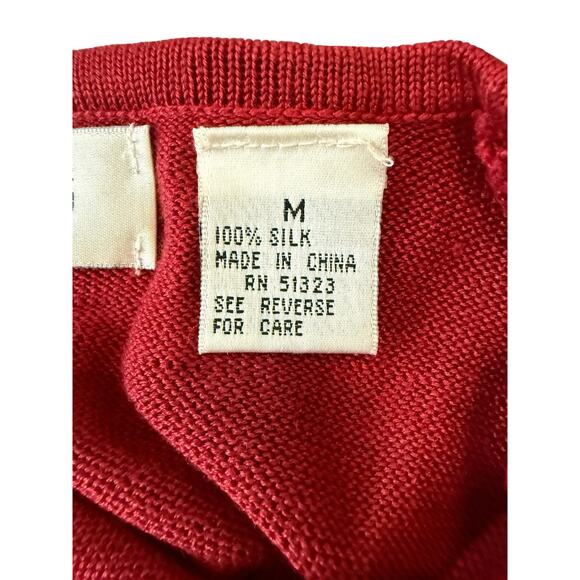 M
100% SILK
MADE IN CHINA
RN 51323
SEE REVERSE
FOR CARE